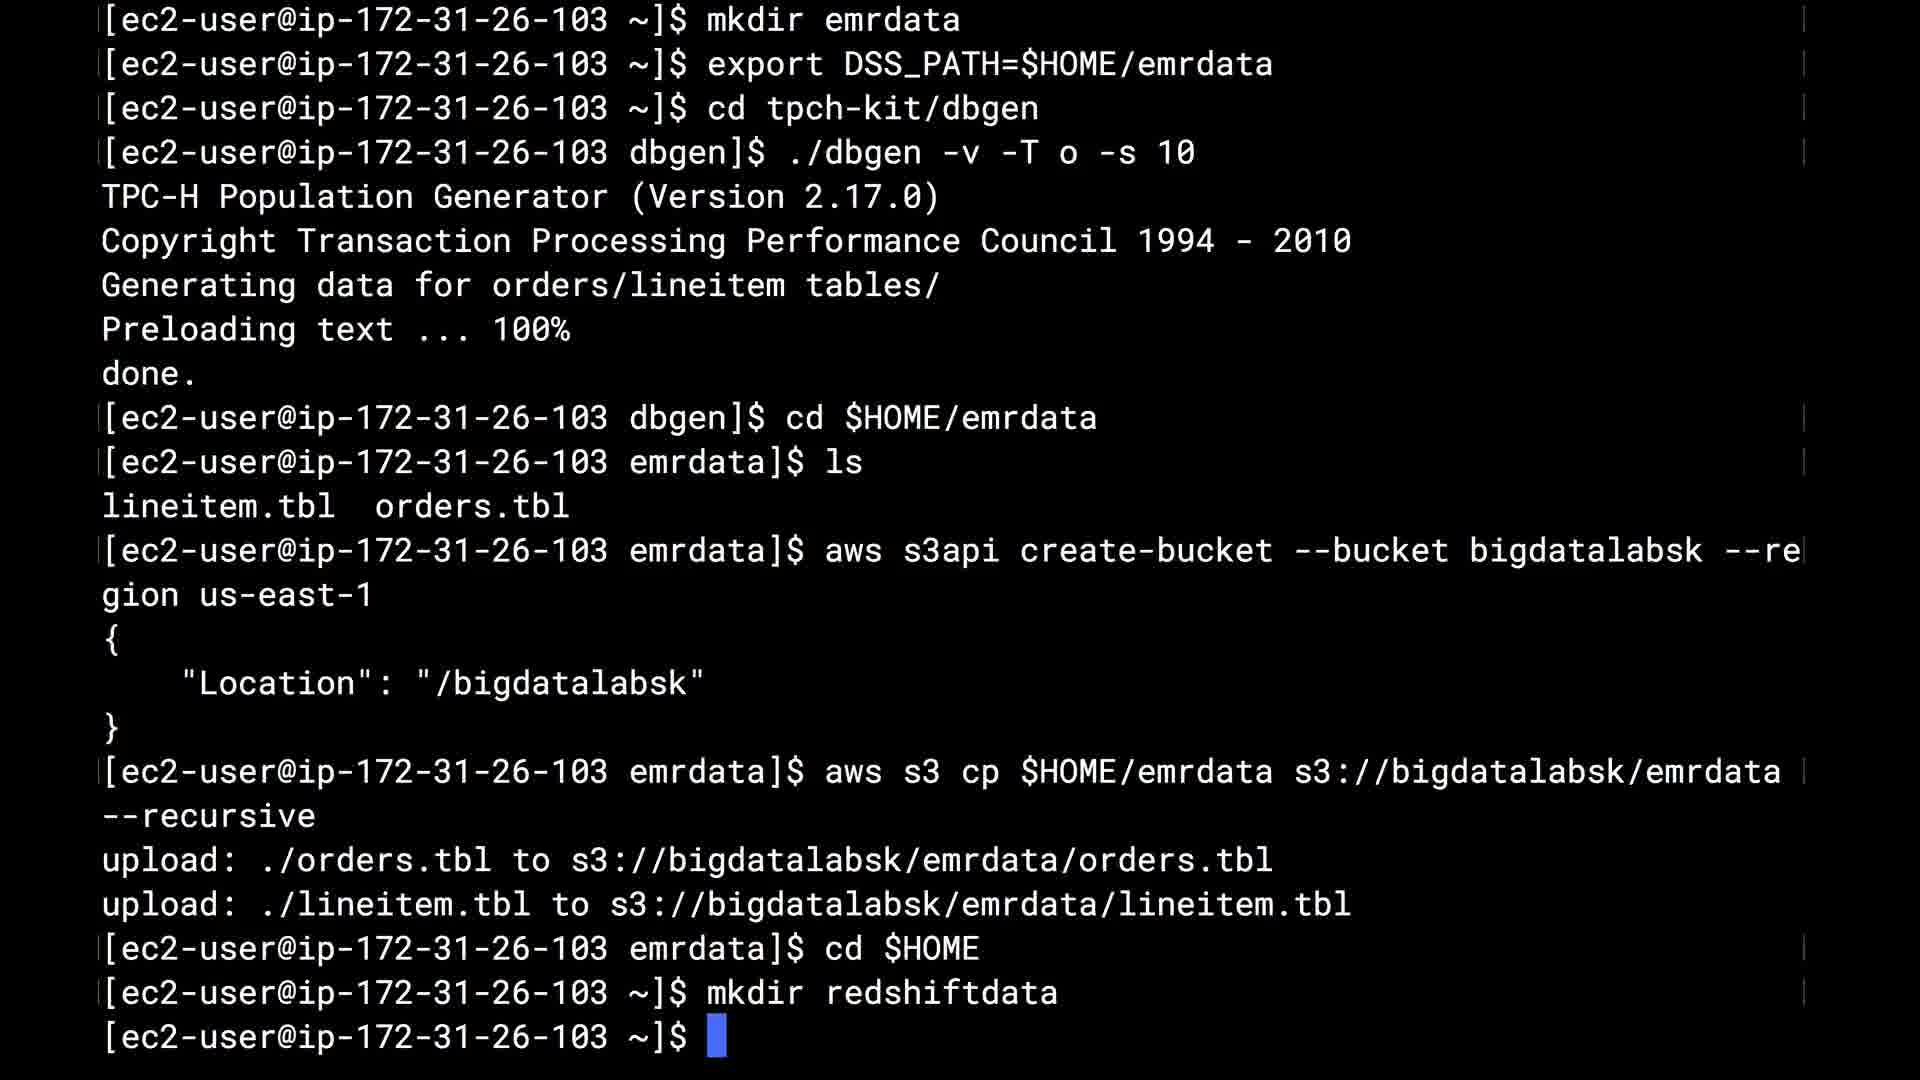 [ec2-user@ip-172-31-26-103 ~]$ mkdir emrdata
[ec2-user@ip-172-31-26-103 ~]$ export DSS_PATH=$HOME/emrdata
[ec2-user@ip-172-31-26-103 ~]$ cd tpch-kit/dbgen
[ec2-user@ip-172-31-26-103 dbgen]$ ./dbgen -v -T o -s 10
TPC-H Population Generator (Version 2.17.0)
Copyright Transaction Processing Performance Council 1994 - 2010
Generating data for orders/lineitem tables/
Preloading text ... 100%
done.
[ec2-user@ip-172-31-26-103 dbgen]$ cd $HOME/emrdata
[ec2-user@ip-172-31-26-103 emrdata]$ ls
lineitem.tbl  orders.tbl
[ec2-user@ip-172-31-26-103 emrdata]$ aws s3api create-bucket --bucket bigdatalabsk --re
gion us-east-1
{
    "Location": "/bigdatalabsk"
}
[ec2-user@ip-172-31-26-103 emrdata]$ aws s3 cp $HOME/emrdata s3://bigdatalabsk/emrdata
--recursive
upload: ./orders.tbl to s3://bigdatalabsk/emrdata/orders.tbl
upload: ./lineitem.tbl to s3://bigdatalabsk/emrdata/lineitem.tbl
[ec2-user@ip-172-31-26-103 emrdata]$ cd $HOME
[ec2-user@ip-172-31-26-103 ~]$ mkdir redshiftdata
[ec2-user@ip-172-31-26-103 ~]$